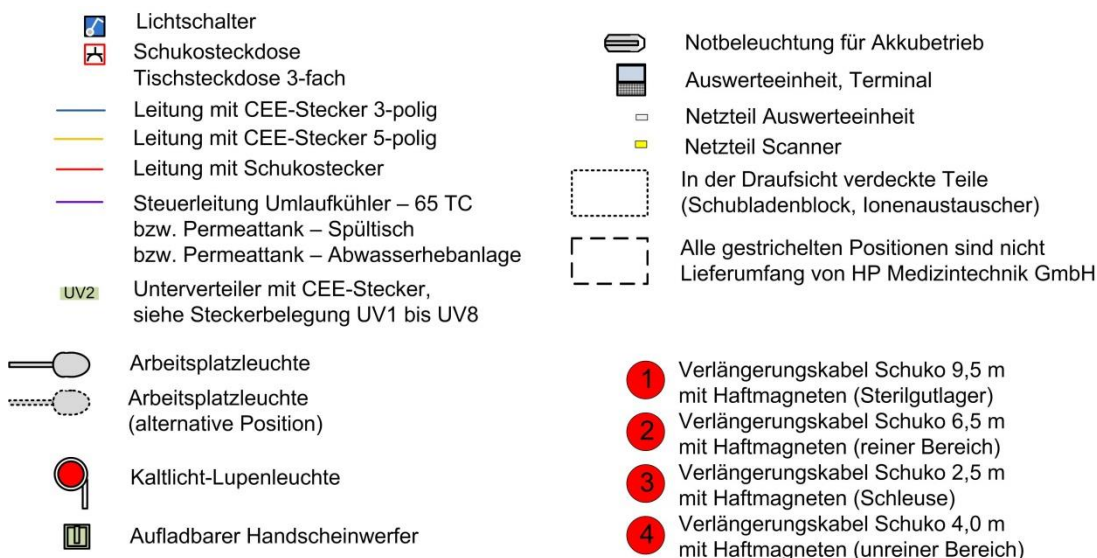 Lichtschalter
Schukosteckdose
Tischsteckdose 3-fach
Leitung mit CEE-Stecker 3-polig
Leitung mit CEE-Stecker 5-polig
Leitung mit Schukostecker
Steuerleitung Umlaufkühler – 65 TC
bzw. Permeattank – Spültisch
bzw. Permeattank – Abwasserhebanlage
UV2 Unterverteiler mit CEE-Stecker,
siehe Steckerbelegung UV1 bis UV8
Arbeitsplatzleuchte
Arbeitsplatzleuchte
(alternative Position)
Kaltlicht-Lupenleuchte
Aufladbarer Handscheinwerfer
Notbeleuchtung für Akkubetrieb
Auswerteeinheit, Terminal
Netzteil Auswerteeinheit
Netzteil Scanner
In der Draufsicht verdeckte Teile
(Schubladenblock, Ionenaustauscher)
Alle gestrichelten Positionen sind nicht
Lieferumfang von HP Medizintechnik GmbH
1 Verlängerungskabel Schuko 9,5 m
mit Haftmagneten (Sterilgutlager)
2 Verlängerungskabel Schuko 6,5 m
mit Haftmagneten (reiner Bereich)
3 Verlängerungskabel Schuko 2,5 m
mit Haftmagneten (Schleuse)
4 Verlängerungskabel Schuko 4,0 m
mit Haftmagneten (unreiner Bereich)